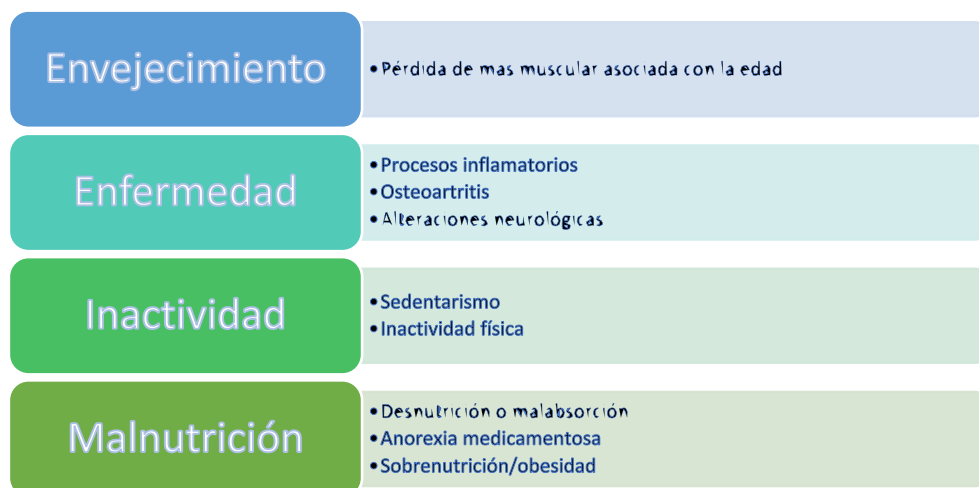 Envejecimiento
• Pérdida de mas muscular asociada con la edad
Enfermedad
• Procesos inflamatorios
• Osteoartritis
• Alteraciones neurológicas
Inactividad
• Sedentarismo
• Inactividad física
Malnutrición
• Desnutrición o malabsorción
• Anorexia medicamentosa
• Sobrenutrición/obesidad